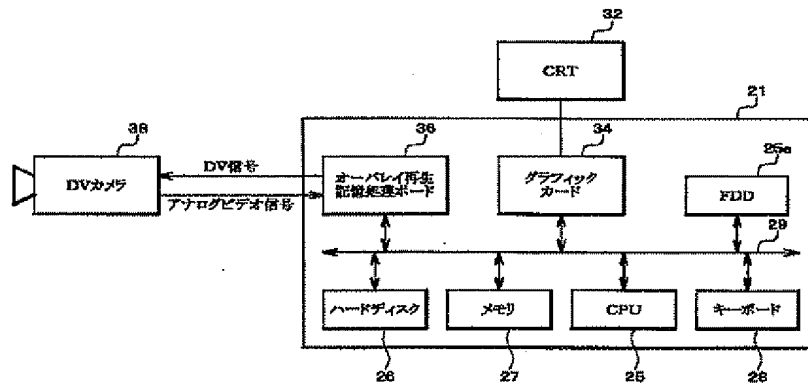 32
CRT
21
38
36
34
25a
DVカメラ
DV信号
アナログビデオ信号
オーバレイ再生
記憶処理ボード
グラフィック
カード
FDD
29
ハードディスク
メモリ
CPU
キーボード
26
27
25
28